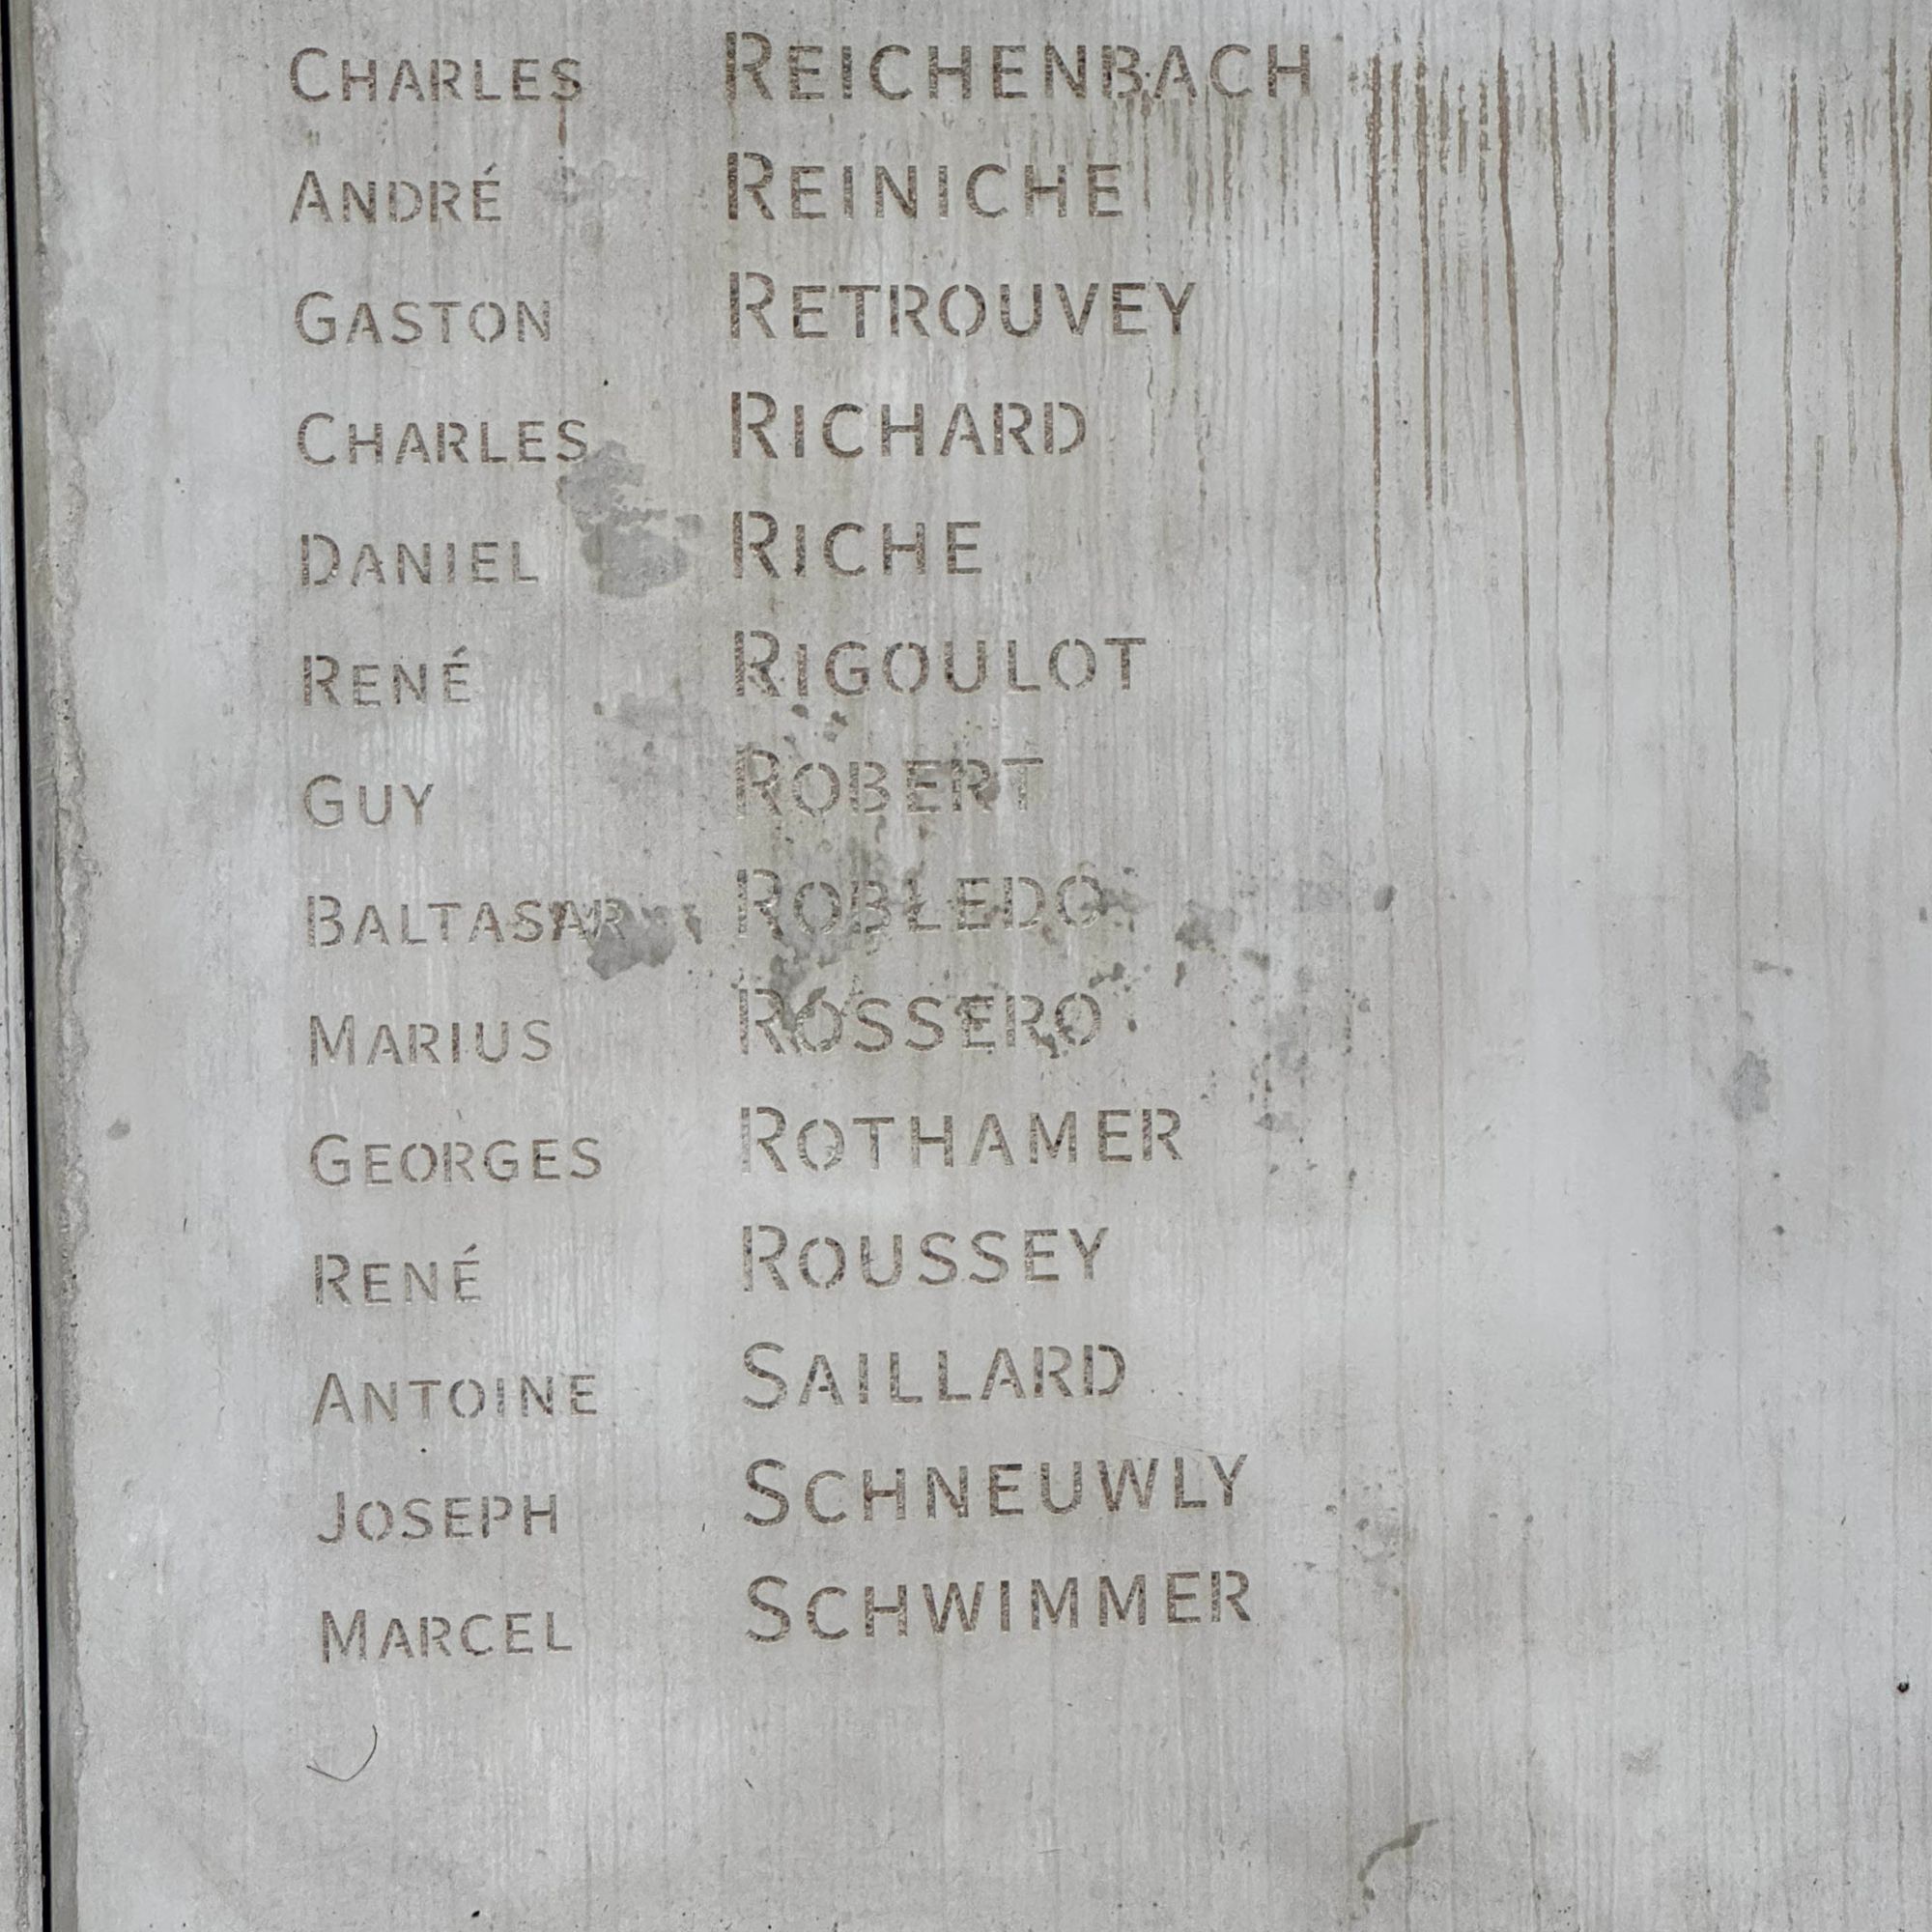 CHARLES REICHENBACH
ANDRÉ REINICHE
GASTON RETROUVEY
CHARLES RICHARD
DANIEL RICHE
RENÉ RIGOULOT
GUY ROBERT
BALTASAR ROBLEDO
MARIUS ROSSERO
GEORGES ROTHAMER
RENÉ ROUSSEY
ANTOINE SAILLARD
JOSEPH SCHNEUWLY
MARCEL SCHWIMMER